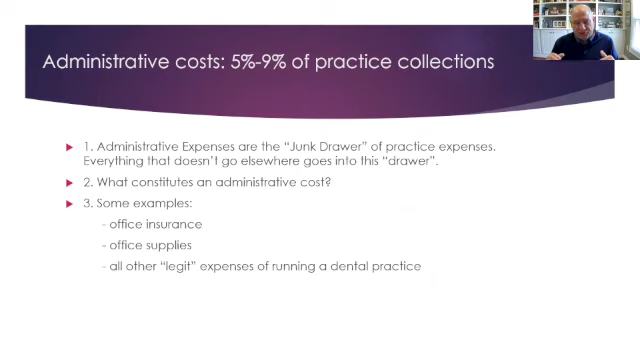 Administrative costs: 5%-9% of practice collections
1. Administrative Expenses are the “Junk Drawer” of practice expenses.
Everything that doesn’t go elsewhere goes into this “drawer”.
2. What constitutes an administrative cost?
3. Some examples:
- office insurance
- office supplies
- all other “legit” expenses of running a dental practice